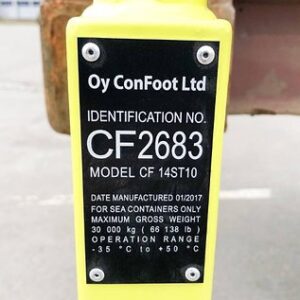 Oy ConFoot Ltd
IDENTIFICATION NO.
CF2683
MODEL CF 14ST10
DATE MANUFACTURED 01/2017
FOR SEA CONTAINERS ONLY
MAXIMUM GROSS WEIGHT
30 000 kg ( 66 138 lb )
OPERATION RANGE
-35 °C to +50 °C